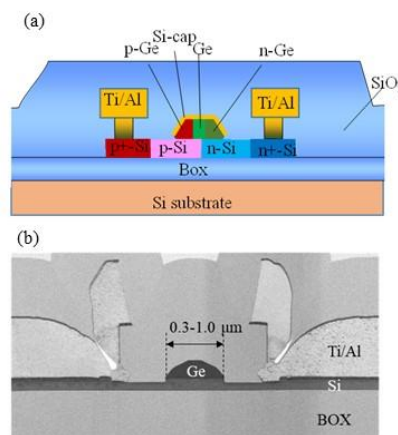 (a)
Si-cap
p-Ge Ge n-Ge
Ti/Al Ti/Al
SiO
p+-Si p-Si n-Si n+-Si
Box
Si substrate
(b)
0.3-1.0 μm
Ge
Ti/Al
Si
BOX